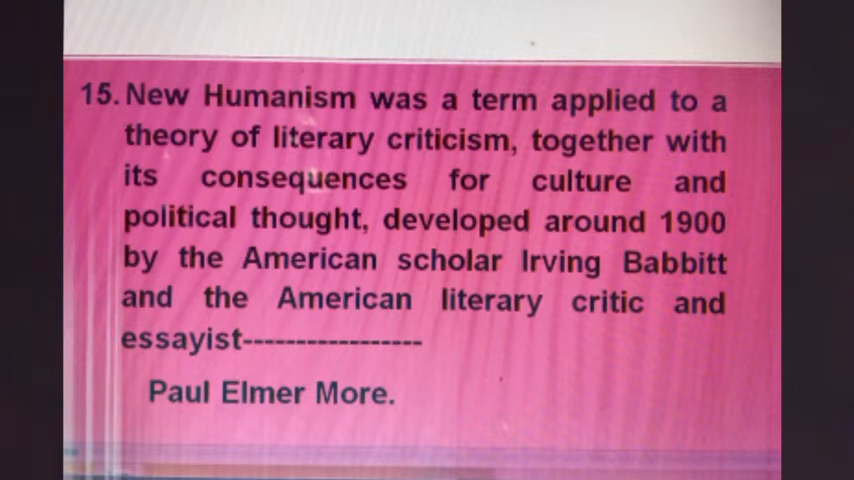 15. New Humanism was a term applied to a
theory of literary criticism, together with
its consequences for culture and
political thought, developed around 1900
by the American scholar Irving Babbitt
and the American literary critic and
essayist-----------------
Paul Elmer More.